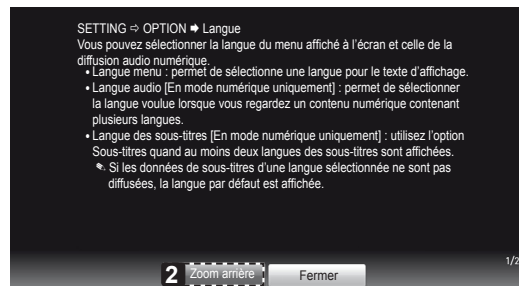 SETTING ⇨ OPTION ➡ Langue
Vous pouvez sélectionner la langue du menu affiché à l'écran et celle de la
diffusion audio numérique.
• Langue menu : permet de sélectionne une langue pour le texte d'affichage.
• Langue audio [En mode numérique uniquement] : permet de sélectionner
la langue voulue lorsque vous regardez un contenu numérique contenant
plusieurs langues.
• Langue des sous-titres [En mode numérique uniquement] : utilisez l'option
Sous-titres quand au moins deux langues des sous-titres sont affichées.
✎ Si les données de sous-titres d'une langue sélectionnée ne sont pas
diffusées, la langue par défaut est affichée.
1/2
2 Zoom arrière Fermer